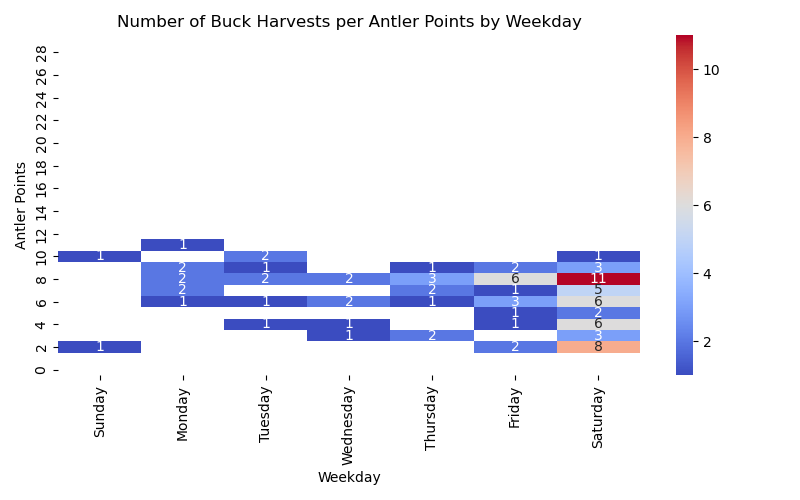 Number of Buck Harvests per Antler Points by Weekday
Antler Points
28
26
24
22
20
18
16
14
12
10
8
6
4
2
0
1
1 2 1
2 1 1 2 3
2 2 2 3 6 11
2 2 1 5
1 1 2 1 3 6
1 2
1 1 1 6
1 2 3
1 2 8
Sunday
Monday
Tuesday
Wednesday
Thursday
Friday
Saturday
Weekday
10
8
6
4
2